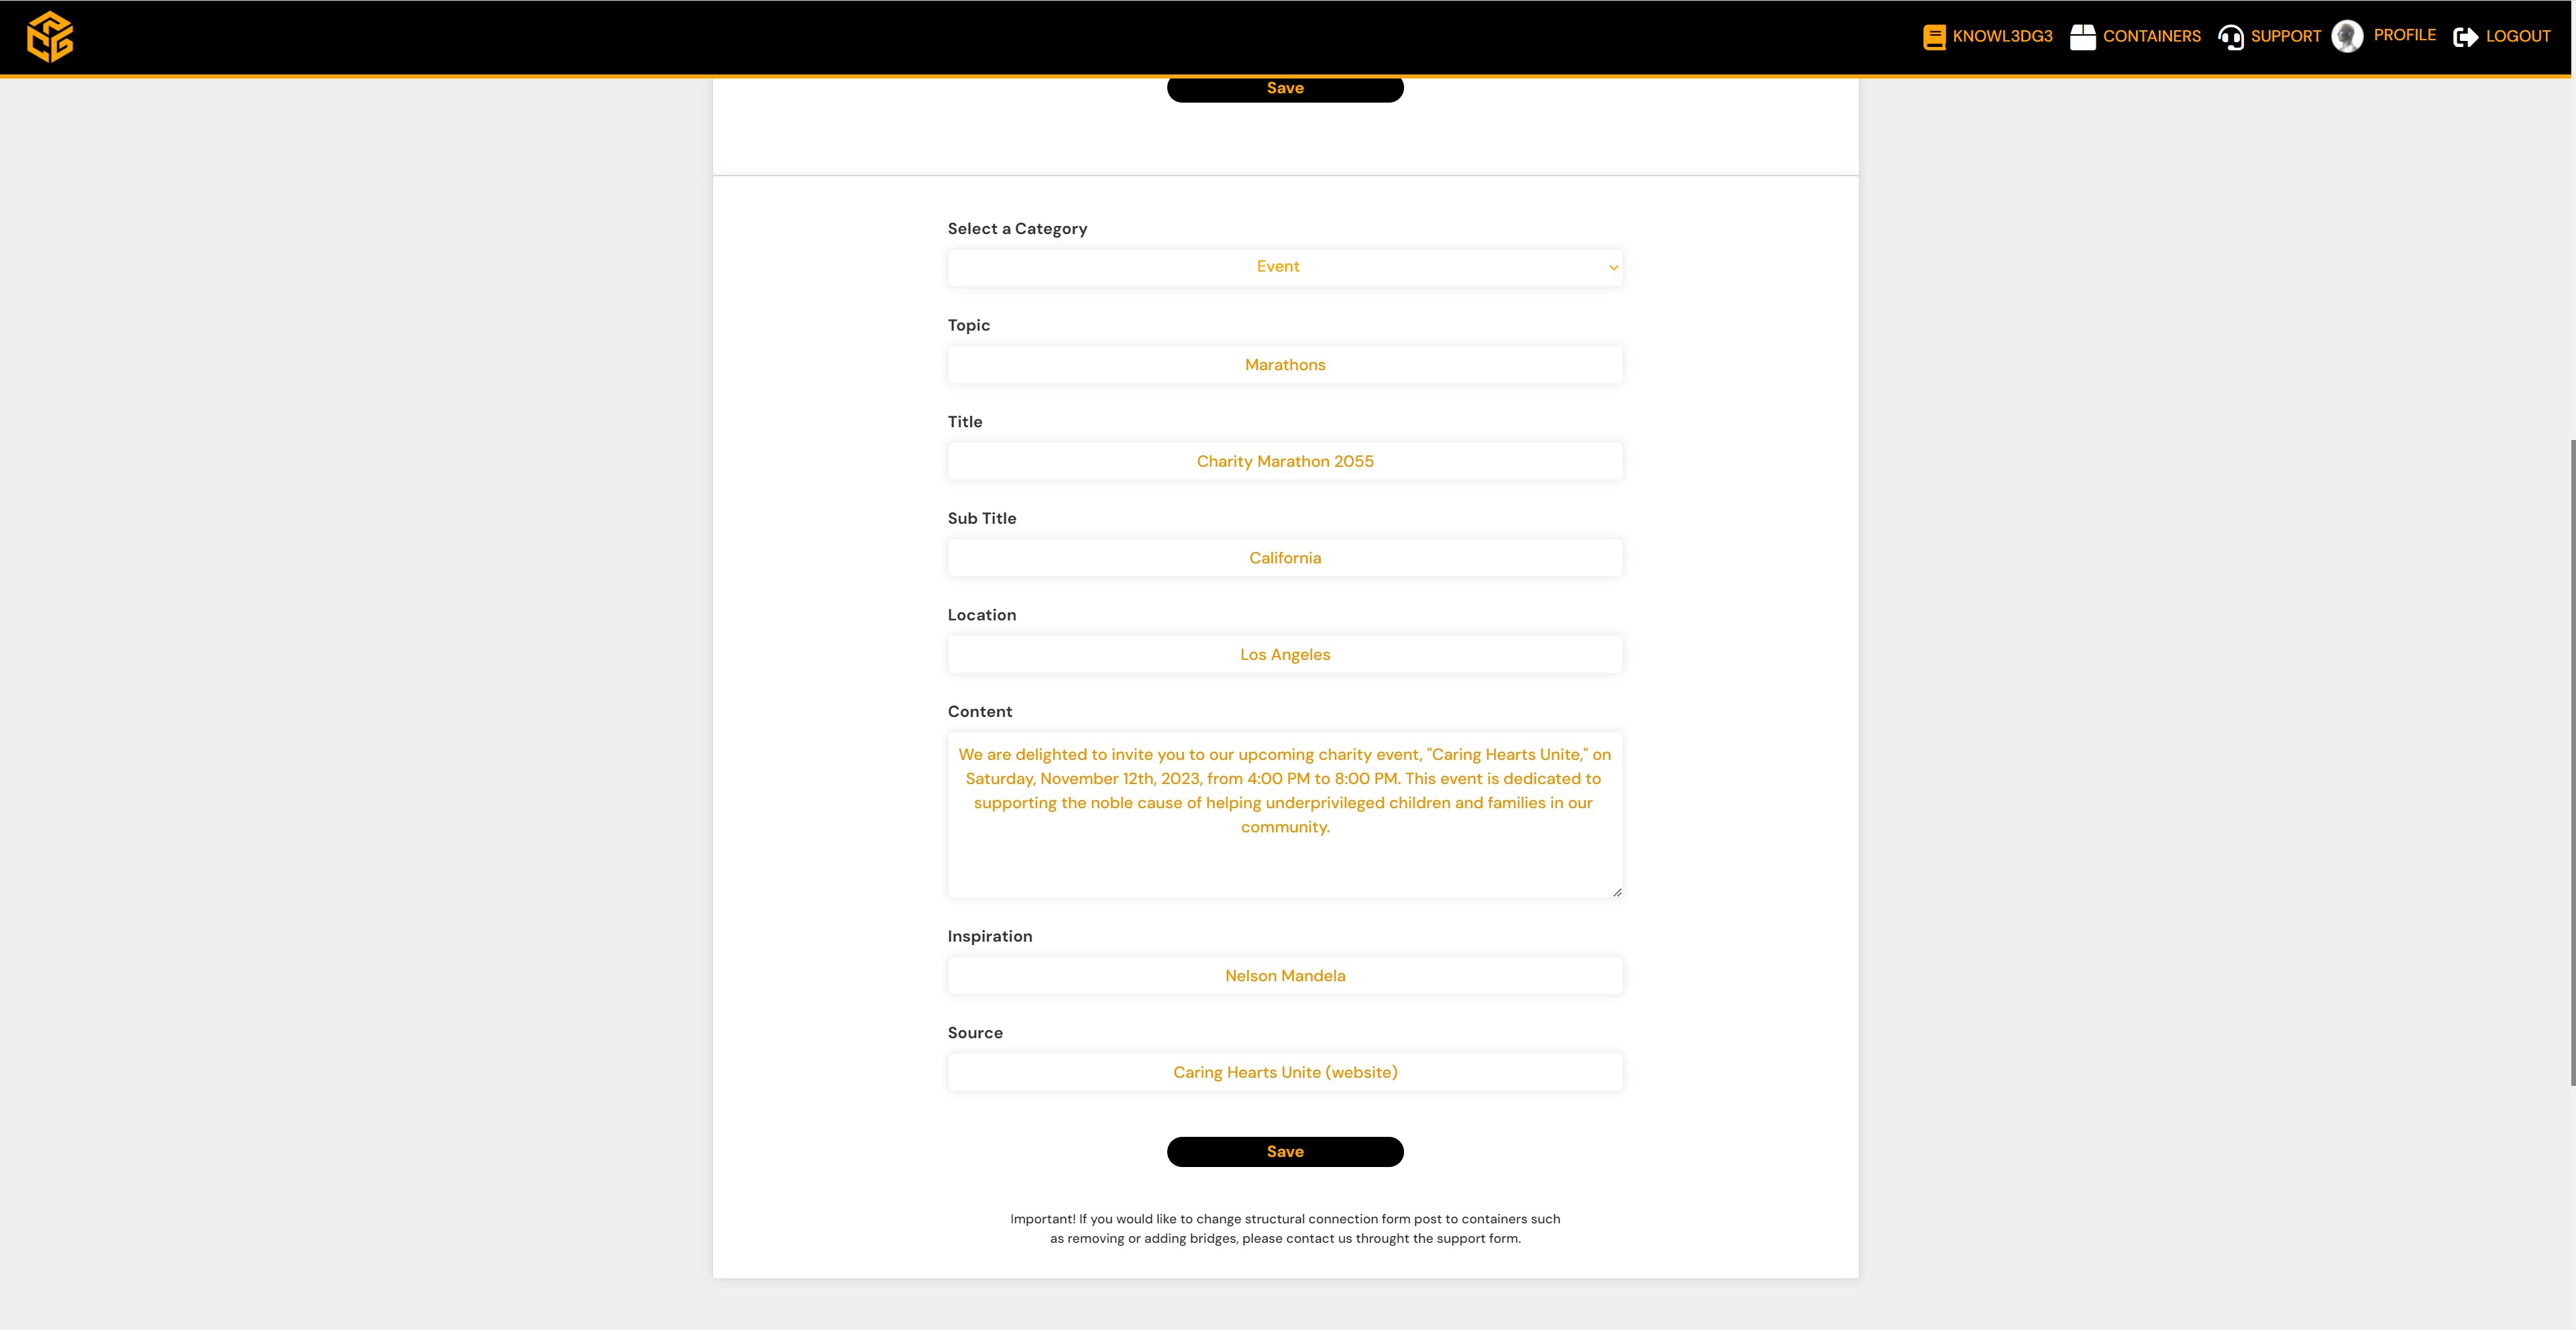 KNOWL3DG3 CONTAINERS SUPPORT PROFILE LOGOUT
Save
Select a Category
Event
Topic
Marathons
Title
Charity Marathon 2055
Sub Title
California
Location
Los Angeles
Content
We are delighted to invite you to our upcoming charity event, "Caring Hearts Unite," on
Saturday, November 12th, 2023, from 4:00 PM to 8:00 PM. This event is dedicated to
supporting the noble cause of helping underprivileged children and families in our
community.
Inspiration
Nelson Mandela
Source
Caring Hearts Unite (website)
Save
Important! If you would like to change structural connection form post to containers such
as removing or adding bridges, please contact us throught the support form.